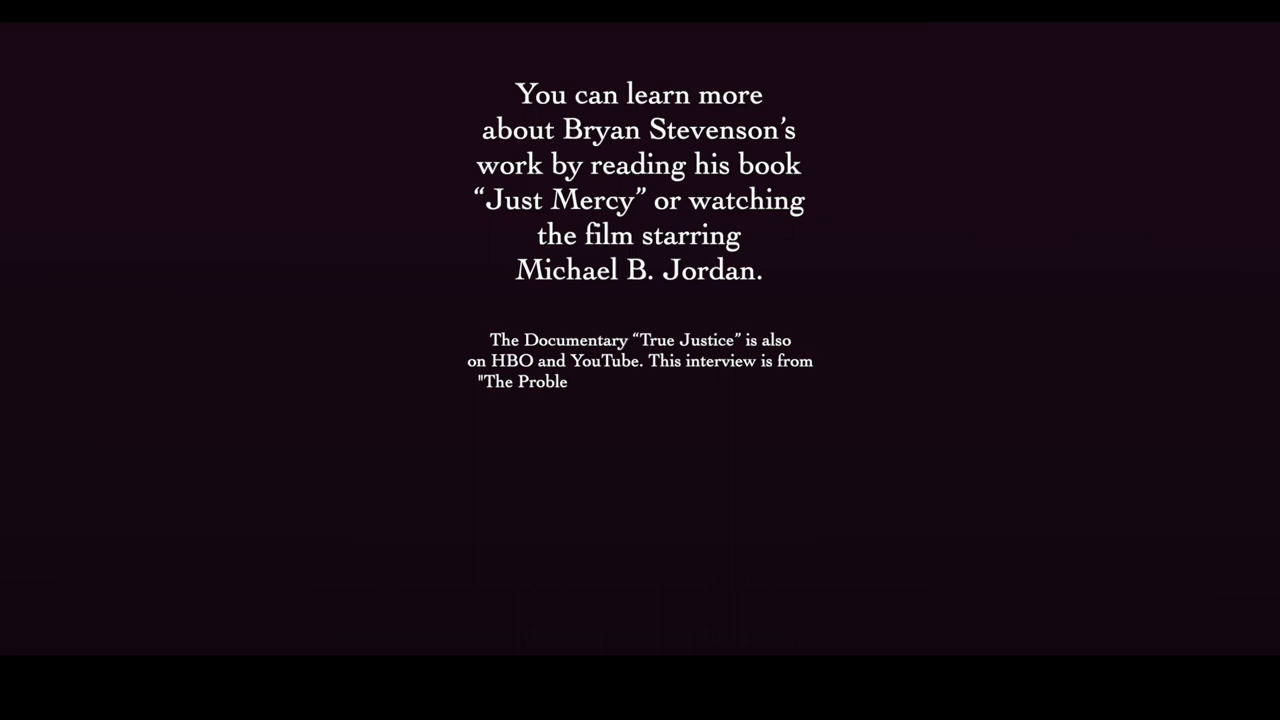 You can learn more
about Bryan Stevenson’s
work by reading his book
“Just Mercy” or watching
the film starring
Michael B. Jordan.
The Documentary “True Justice” is also
on HBO and YouTube. This interview is from
"The Proble